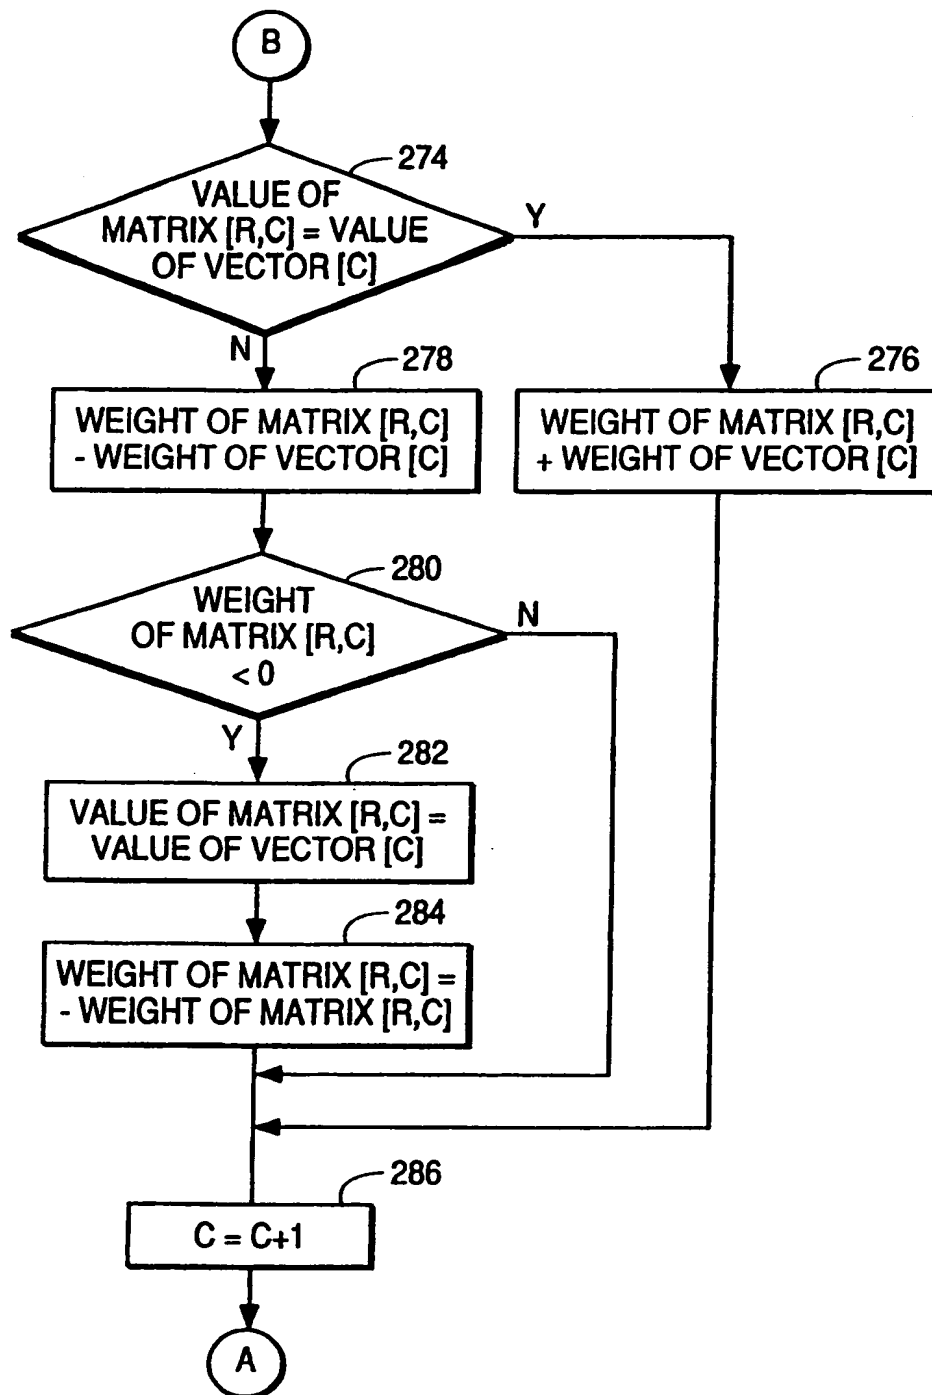 B
274
VALUE OF
MATRIX [R,C] = VALUE
OF VECTOR [C]
Y
N
278
276
WEIGHT OF MATRIX [R,C]
- WEIGHT OF VECTOR [C]
WEIGHT OF MATRIX [R,C]
+ WEIGHT OF VECTOR [C]
280
WEIGHT
OF MATRIX [R,C]
< 0
N
Y
282
VALUE OF MATRIX [R,C] =
VALUE OF VECTOR [C]
284
WEIGHT OF MATRIX [R,C] =
- WEIGHT OF MATRIX [R,C]
286
C = C+1
A